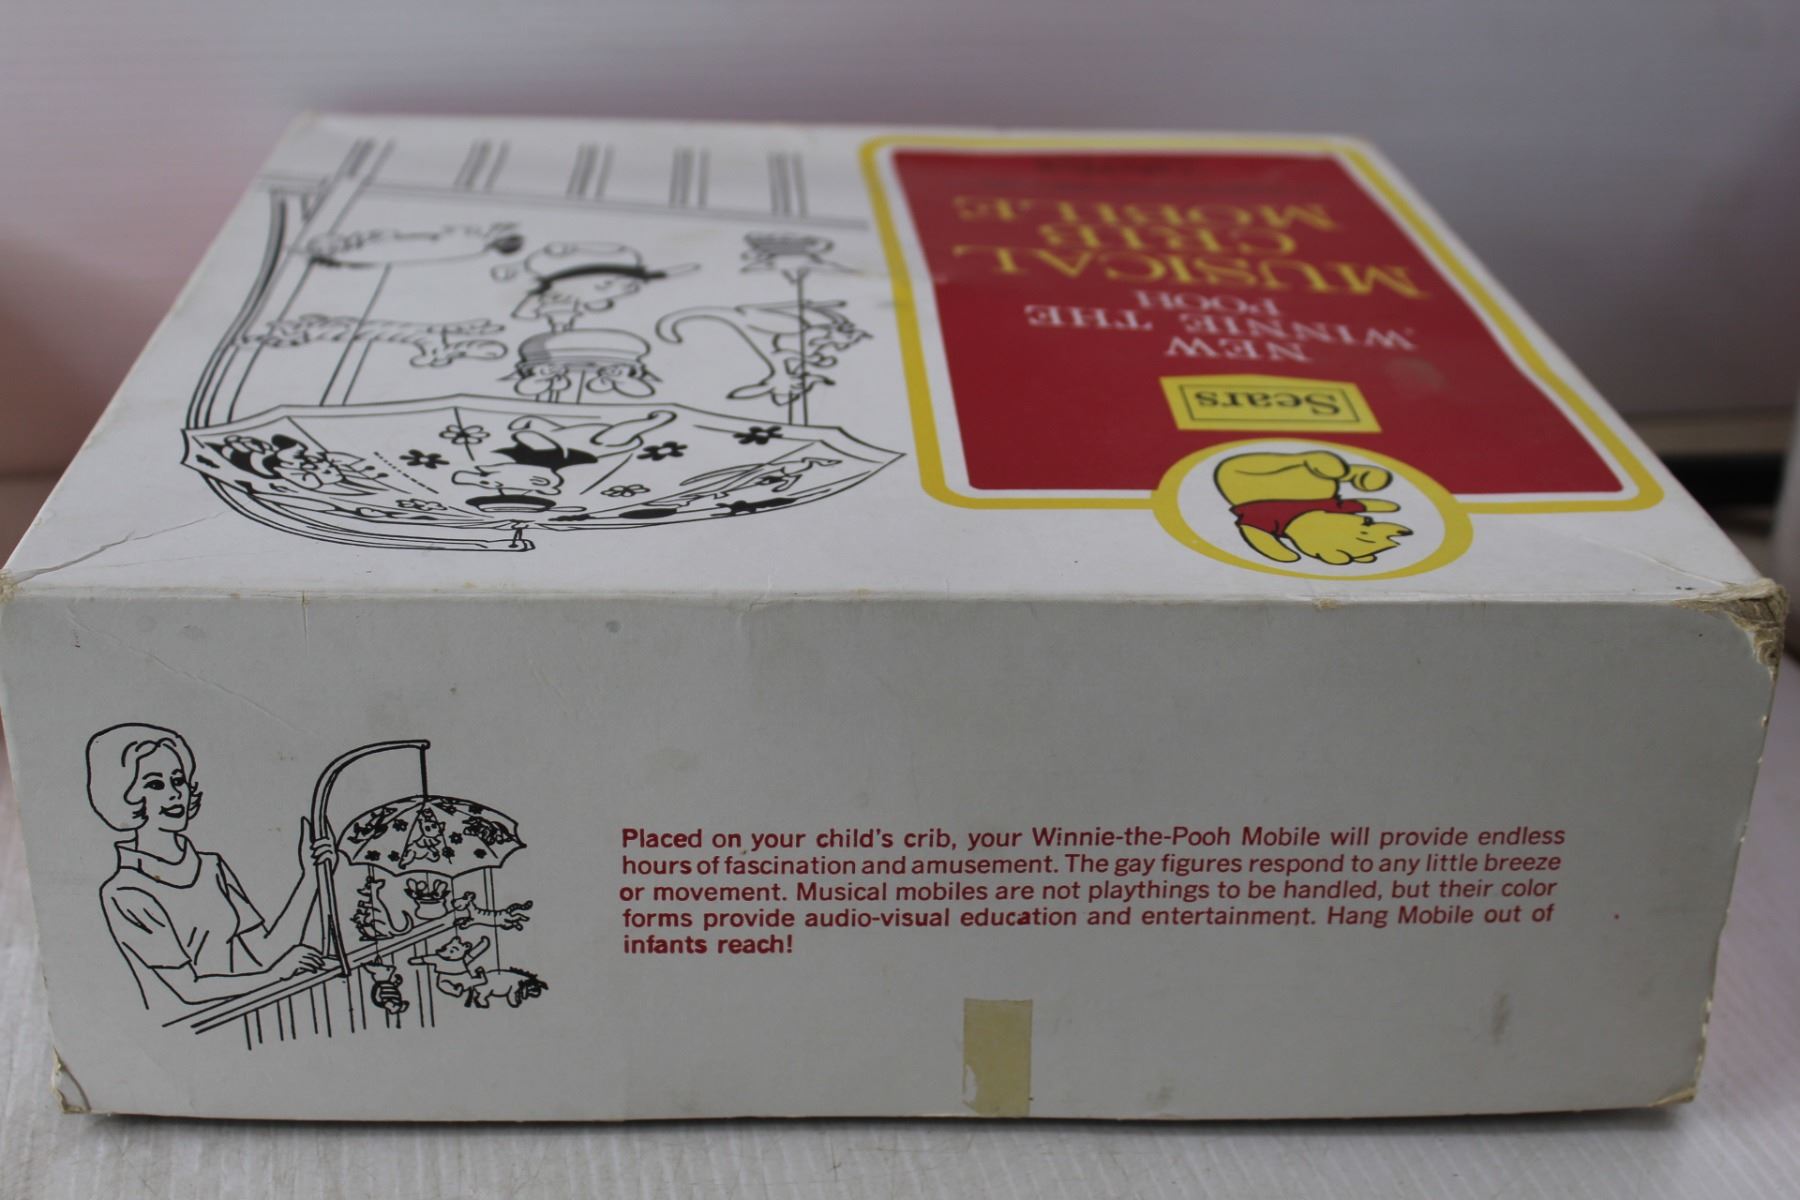 Sears
NEW
WINNIE THE
POOH
MUSICAL
CRIB
MOBILE
Placed on your child's crib, your Winnie-the-Pooh Mobile will provide endless
hours of fascination and amusement. The gay figures respond to any little breeze
or movement. Musical mobiles are not playthings to be handled, but their color
forms provide audio-visual education and entertainment. Hang Mobile out of
infants reach!